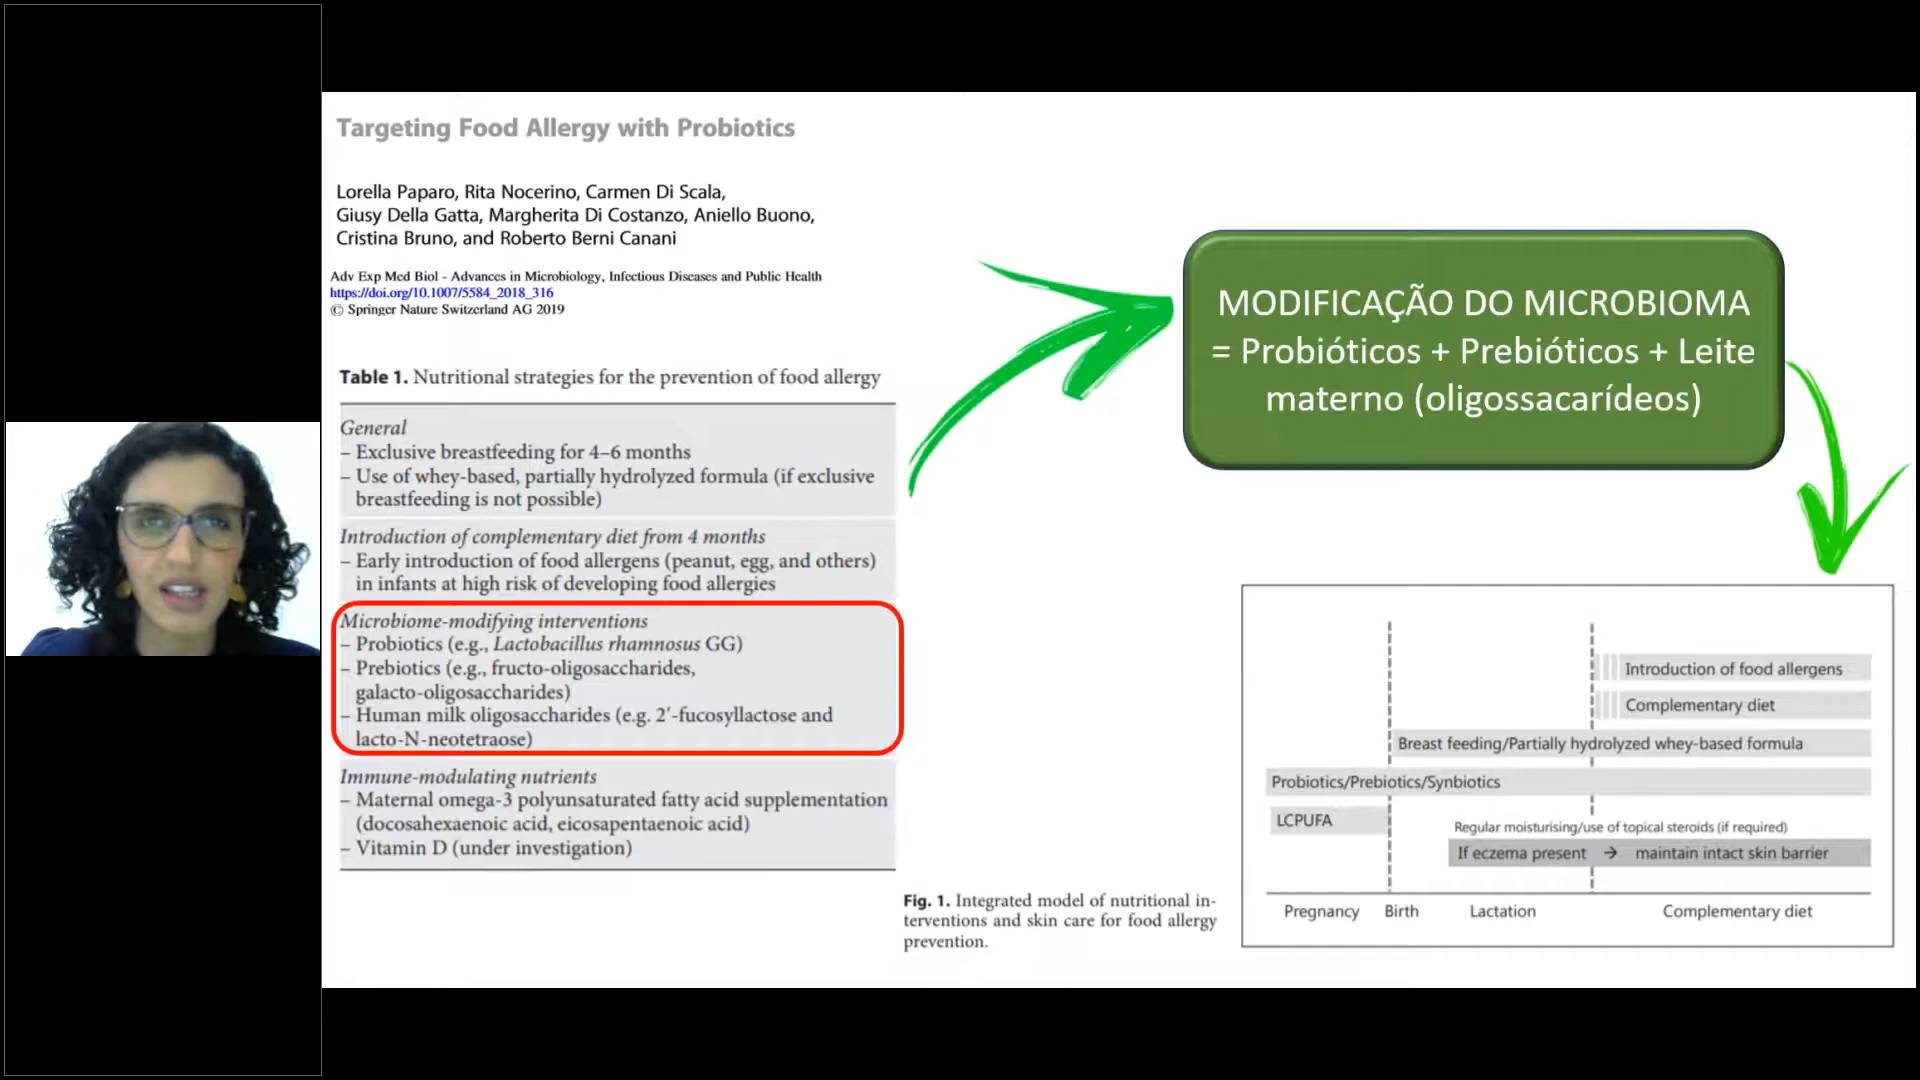 Targeting Food Allergy with Probiotics
Lorella Paparo, Rita Nocerino, Carmen Di Scala,
Giusy Della Gatta, Margherita Di Costanzo, Aniello Buono,
Cristina Bruno, and Roberto Berni Canani
Adv Exp Med Biol - Advances in Microbiology, Infectious Diseases and Public Health
https://doi.org/10.1007/5584_2018_316
© Springer Nature Switzerland AG 2019
Table 1. Nutritional strategies for the prevention of food allergy
General
– Exclusive breastfeeding for 4–6 months
– Use of whey-based, partially hydrolyzed formula (if exclusive
breastfeeding is not possible)
Introduction of complementary diet from 4 months
– Early introduction of food allergens (peanut, egg, and others)
in infants at high risk of developing food allergies
Microbiome-modifying interventions
– Probiotics (e.g., Lactobacillus rhamnosus GG)
– Prebiotics (e.g., fructo-oligosaccharides,
galacto-oligosaccharides)
– Human milk oligosaccharides (e.g. 2′-fucosyllactose and
lacto-N-neotetraose)
Immune-modulating nutrients
– Maternal omega-3 polyunsaturated fatty acid supplementation
(docosahexaenoic acid, eicosapentaenoic acid)
– Vitamin D (under investigation)
MODIFICAÇÃO DO MICROBIOMA
= Probióticos + Prebióticos + Leite
materno (oligossacarídeos)
Introduction of food allergens
Complementary diet
Breast feeding/Partially hydrolyzed whey-based formula
Probiotics/Prebiotics/Synbiotics
LCPUFA
Regular moisturising/use of topical steroids (if required)
If eczema present → maintain intact skin barrier
Pregnancy Birth Lactation Complementary diet
Fig. 1. Integrated model of nutritional in-
terventions and skin care for food allergy
prevention.